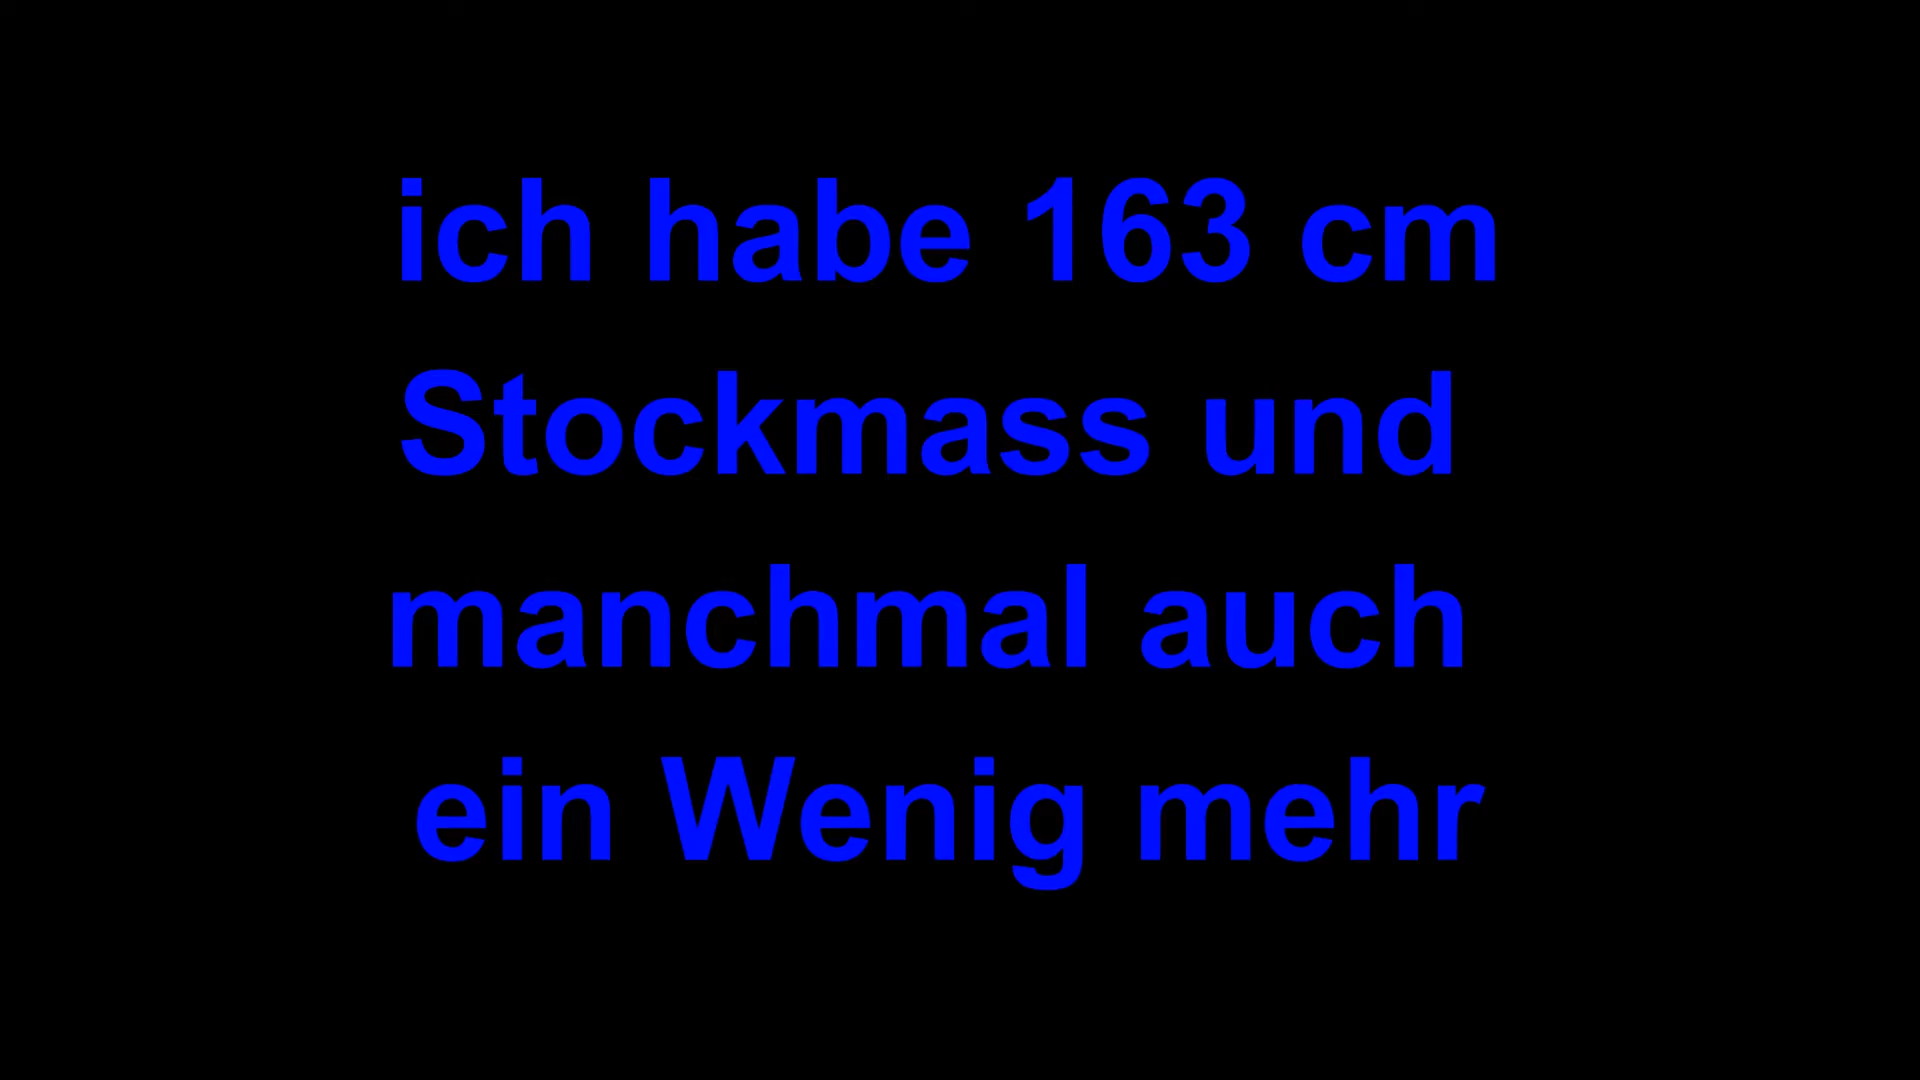 ich habe 163 cm
Stockmass und
manchmal auch
ein Wenig mehr